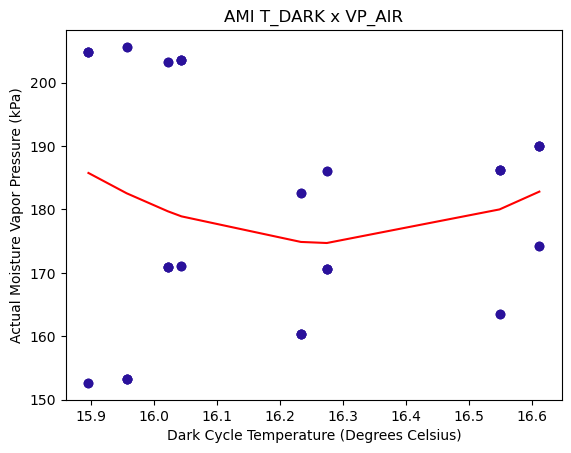 AMI T_DARK x VP_AIR
Actual Moisture Vapor Pressure (kPa)
200
190
180
170
160
150
15.9 16.0 16.1 16.2 16.3 16.4 16.5 16.6
Dark Cycle Temperature (Degrees Celsius)